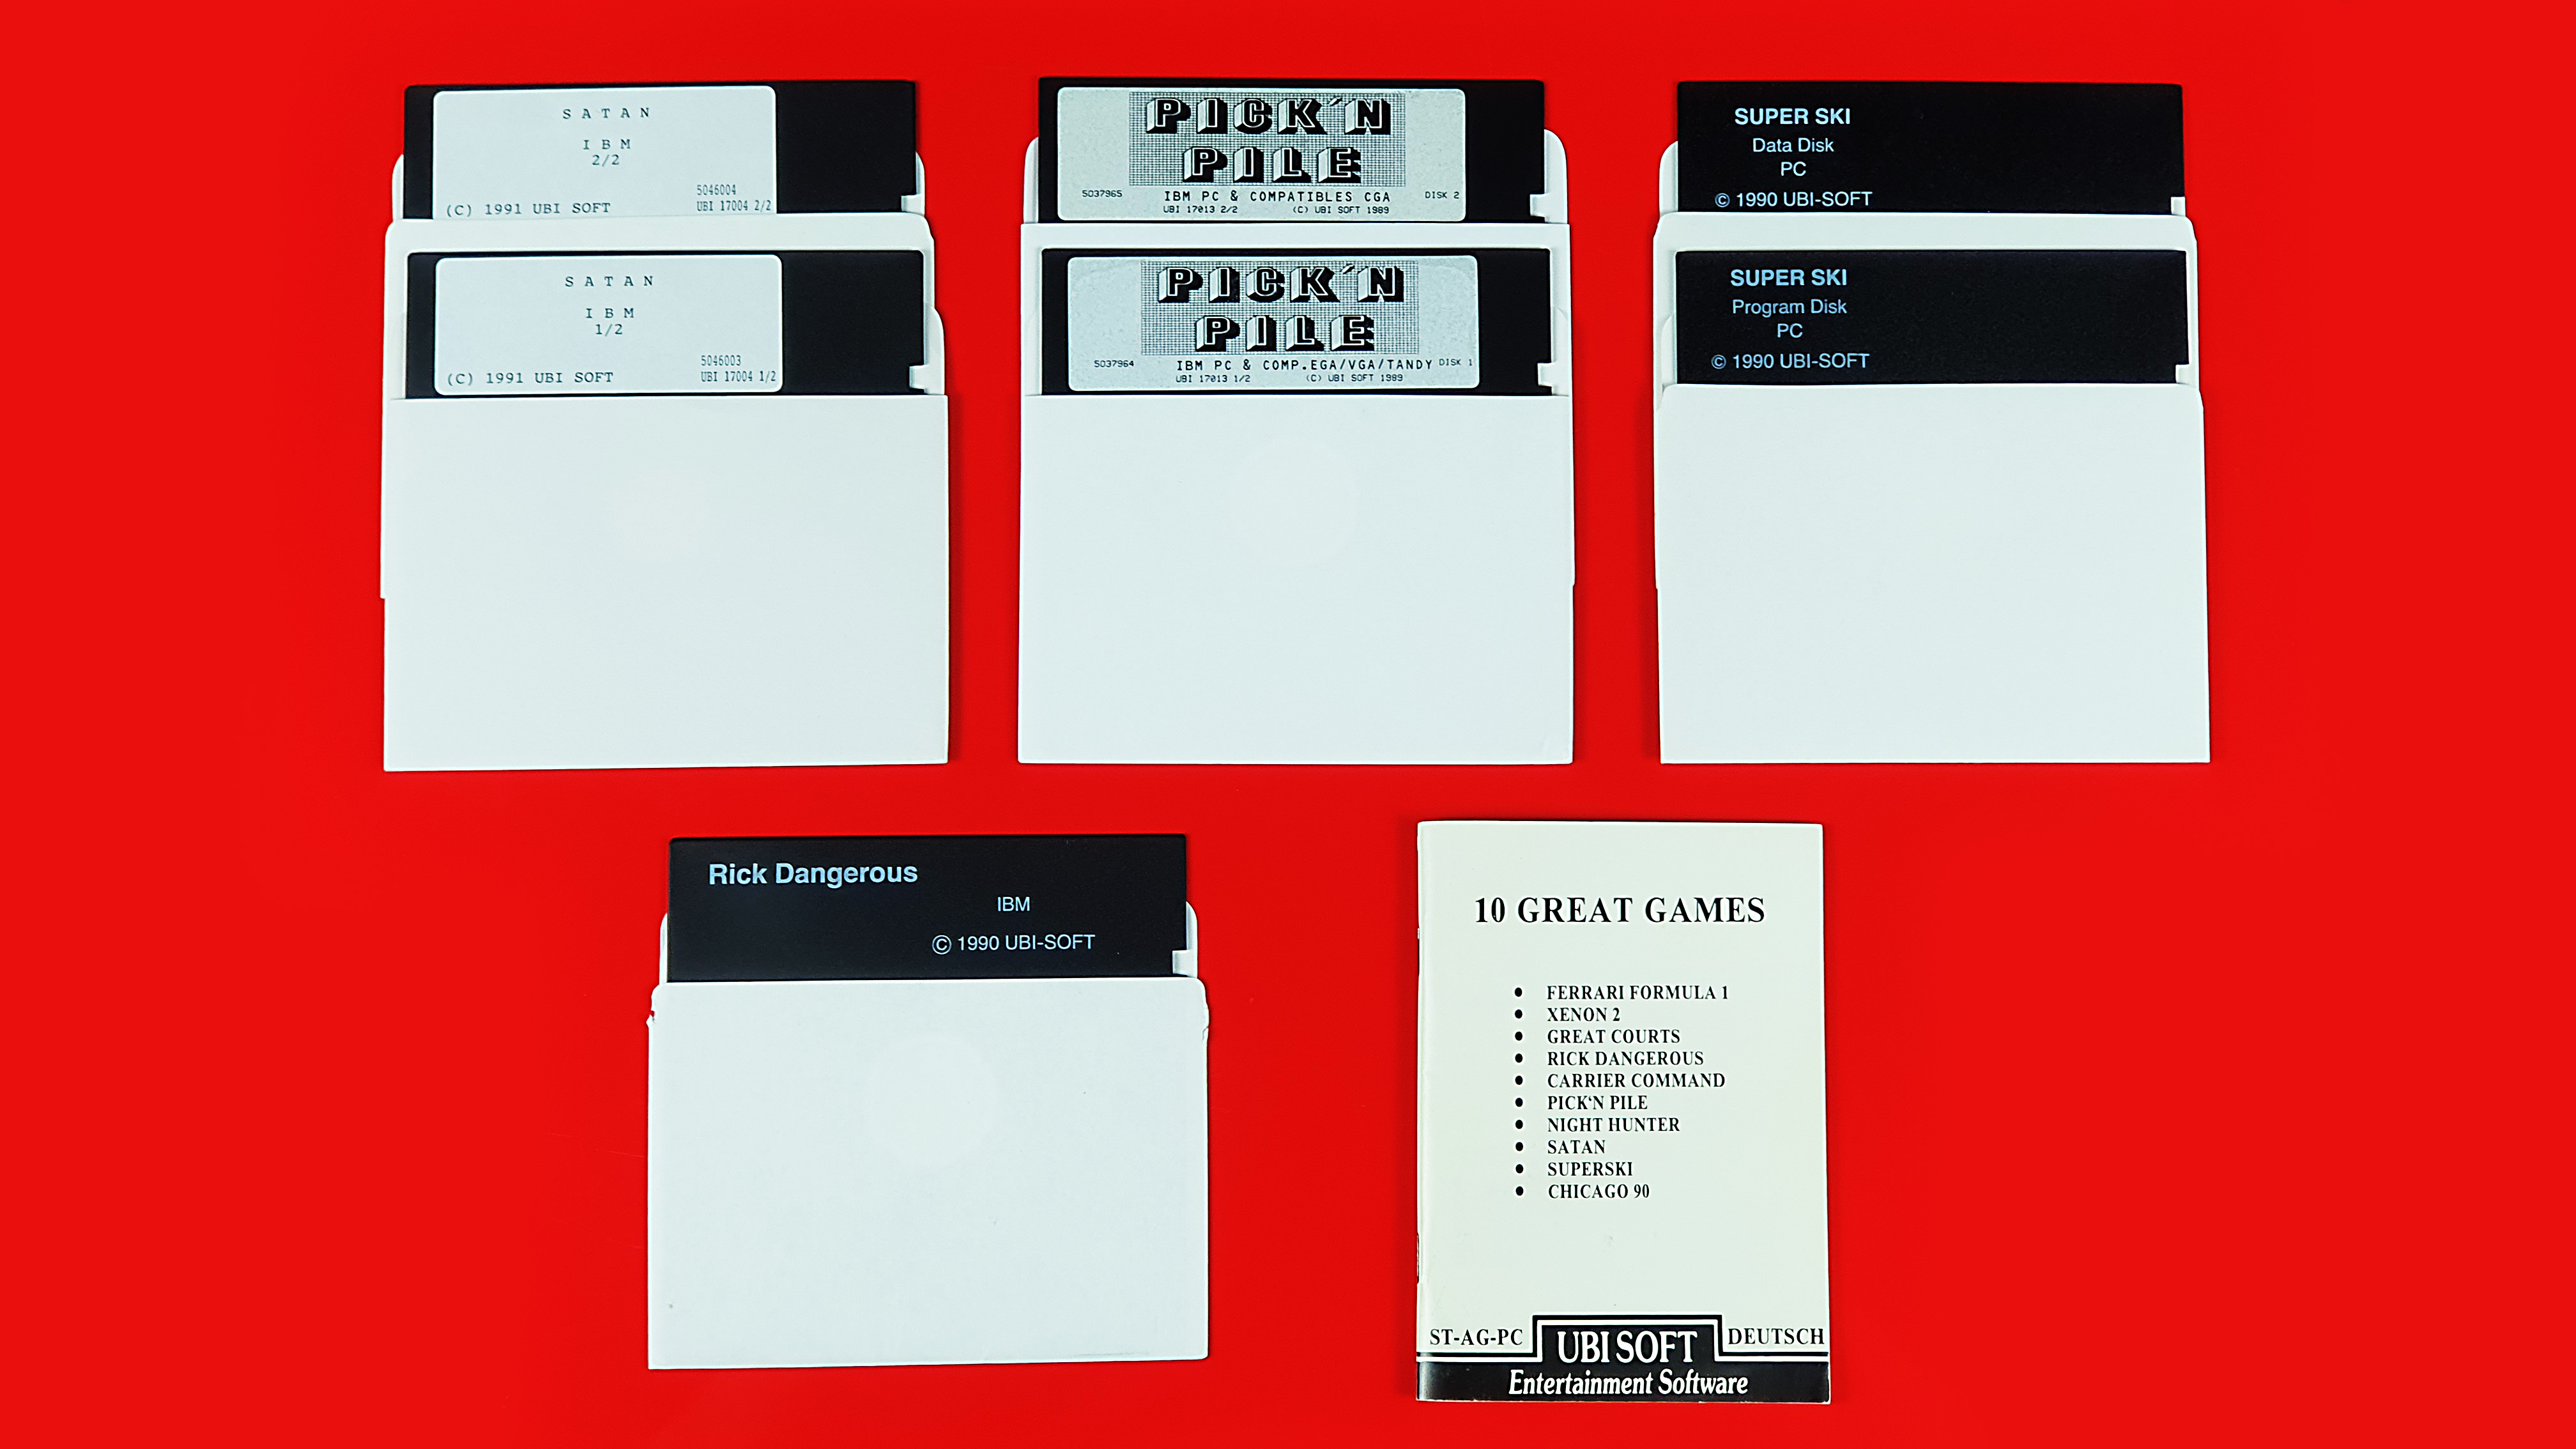 SATAN
IBM
2/2
5046004
(C) 1991 UBI SOFT UBI 17004 2/2
SATAN
IBM
1/2
5046003
(C) 1991 UBI SOFT UBI 17004 1/2
PICK´N
PILE
5037965 IBM PC & COMPATIBLES CGA DISK 2
UBI 17013 2/2 (C) UBI SOFT 1989
PICK´N
PILE
5037964 IBM PC & COMP.EGA/VGA/TANDY DISK 1
UBI 17013 1/2 (C) UBI SOFT 1989
SUPER SKI
Data Disk
PC
© 1990 UBI-SOFT
SUPER SKI
Program Disk
PC
© 1990 UBI-SOFT
Rick Dangerous
IBM
© 1990 UBI-SOFT
10 GREAT GAMES
• FERRARI FORMULA 1
• XENON 2
• GREAT COURTS
• RICK DANGEROUS
• CARRIER COMMAND
• PICK‘N PILE
• NIGHT HUNTER
• SATAN
• SUPERSKI
• CHICAGO 90
ST-AG-PC UBI SOFT DEUTSCH
Entertainment Software